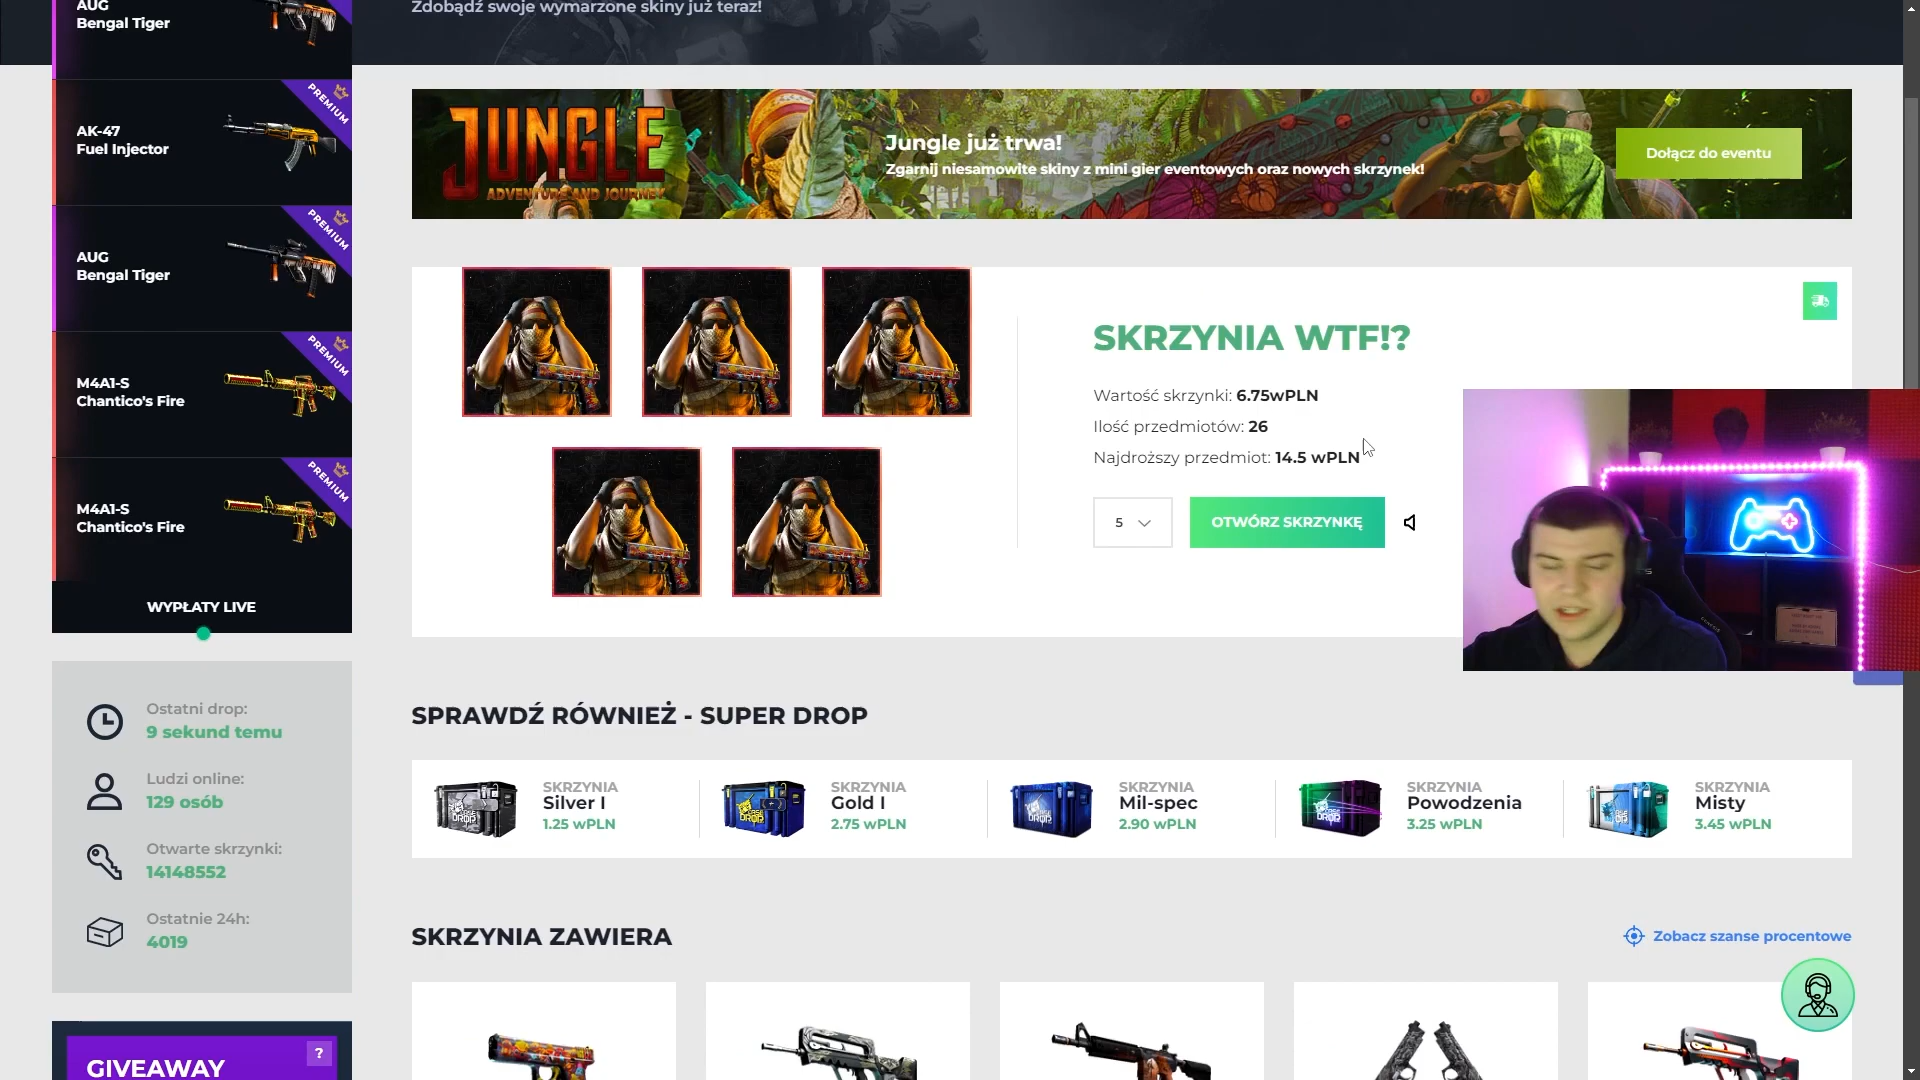 Zdobądź swoje wymarzone skiny już teraz!
AUG
Bengal Tiger
PREMIUM
AK-47
Fuel Injector
PREMIUM
AUG
Bengal Tiger
PREMIUM
M4A1-S
Chantico's Fire
PREMIUM
M4A1-S
Chantico's Fire
WYPŁATY LIVE
Ostatni drop:
9 sekund temu
Ludzi online:
129 osób
Otwarte skrzynki:
14148552
Ostatnie 24h:
4019
GIVEAWAY
?
JUNGLE
ADVENTURE AND JOURNEY
Jungle już trwa!
Zgarnij niesamowite skiny z mini gier eventowych oraz nowych skrzynek!
Dołącz do eventu
SKRZYNIA WTF!?
Wartość skrzynki: 6.75wPLN
Ilość przedmiotów: 26
Najdroższy przedmiot: 14.5 wPLN
5
OTWÓRZ SKRZYNKĘ
SPRAWDŹ RÓWNIEŻ - SUPER DROP
SKRZYNIA
Silver I
1.25 wPLN
SKRZYNIA
Gold I
2.75 wPLN
SKRZYNIA
Mil-spec
2.90 wPLN
SKRZYNIA
Powodzenia
3.25 wPLN
SKRZYNIA
Misty
3.45 wPLN
SKRZYNIA ZAWIERA
Zobacz szanse procentowe